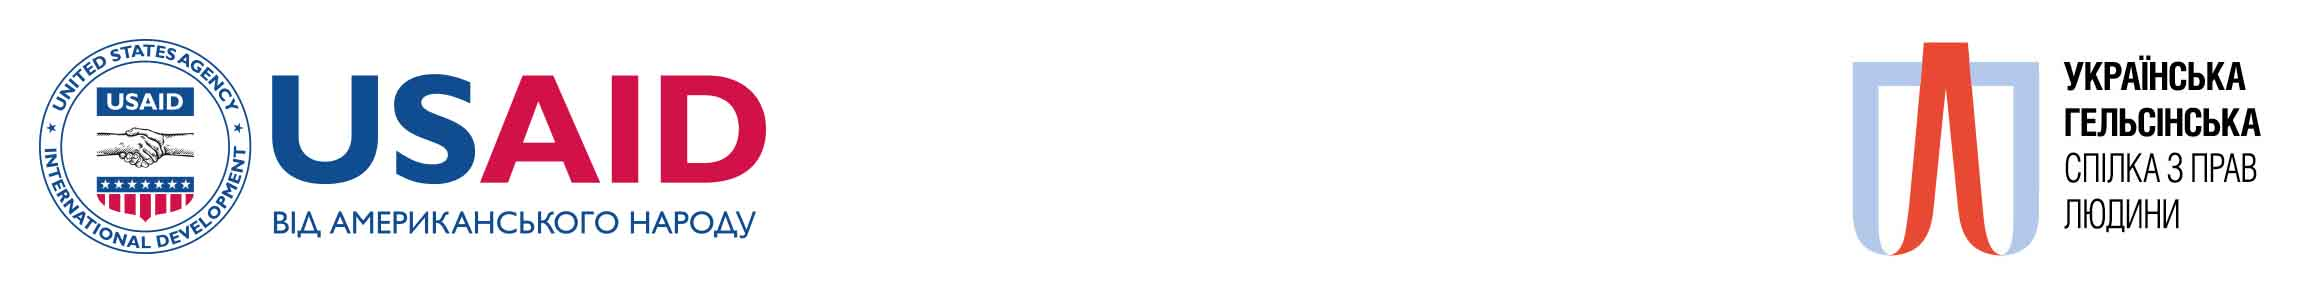 UNITED STATES AGENCY
USAID
INTERNATIONAL DEVELOPMENT
USAID
ВІД АМЕРИКАНСЬКОГО НАРОДУ
УКРАЇНСЬКА
ГЕЛЬСІНСЬКА
СПІЛКА З ПРАВ
ЛЮДИНИ